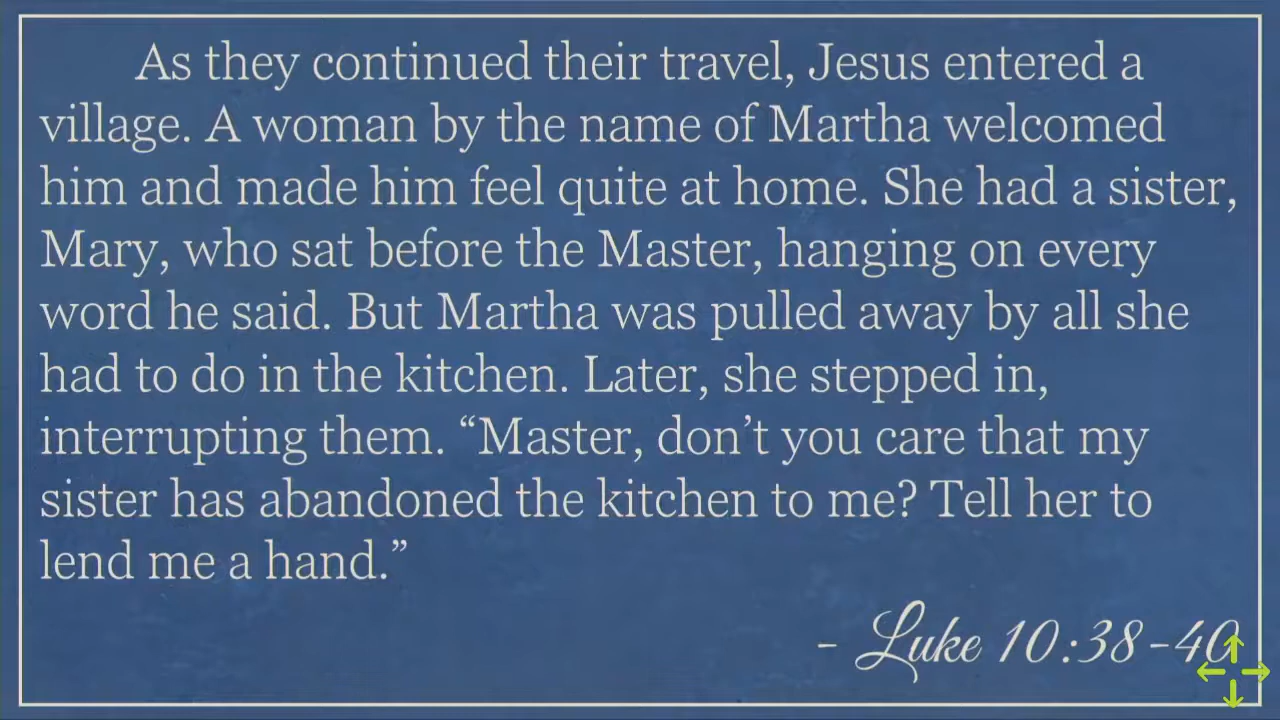 As they continued their travel, Jesus entered a
village. A woman by the name of Martha welcomed
him and made him feel quite at home. She had a sister,
Mary, who sat before the Master, hanging on every
word he said. But Martha was pulled away by all she
had to do in the kitchen. Later, she stepped in,
interrupting them. “Master, don’t you care that my
sister has abandoned the kitchen to me? Tell her to
lend me a hand.”
- Luke 10:38-40